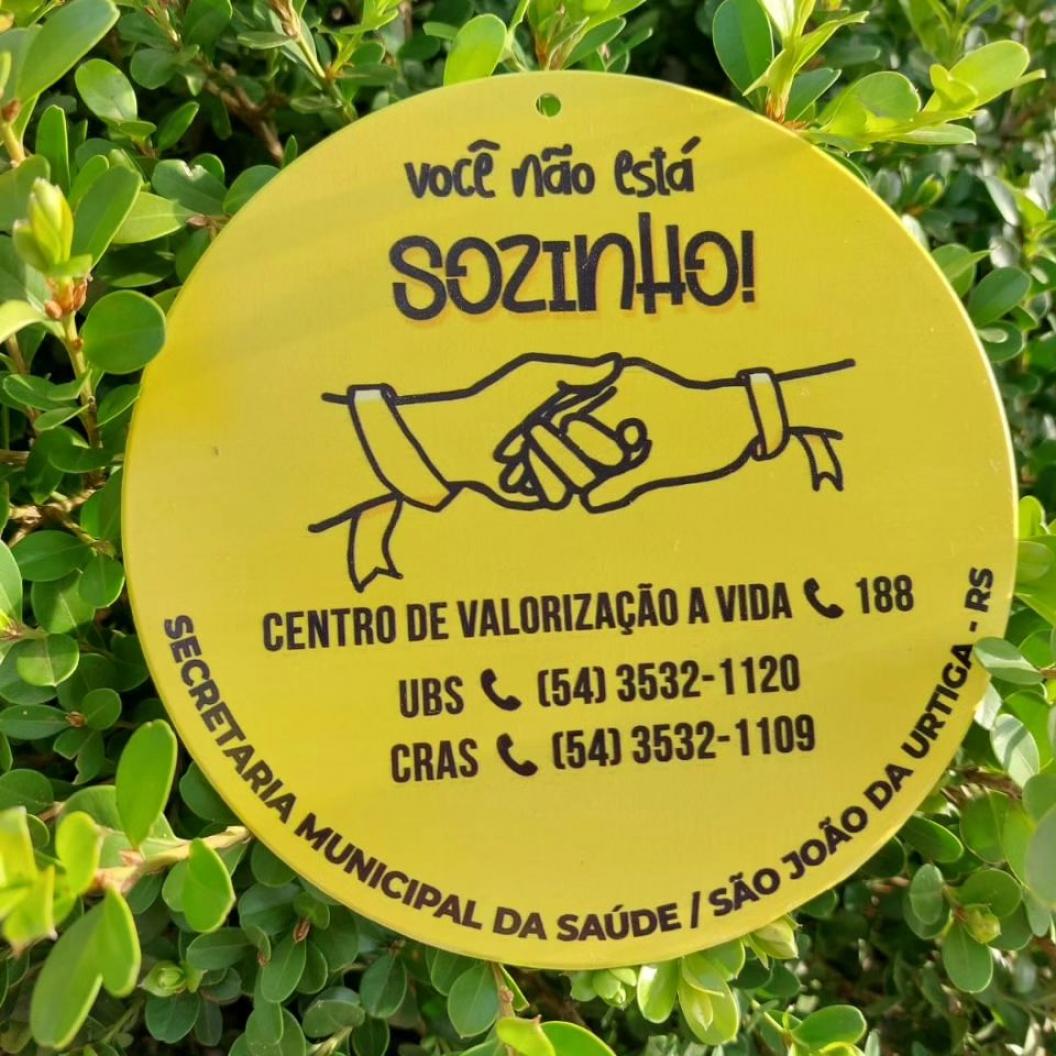 você não está
SOZINHO!
CENTRO DE VALORIZAÇÃO A VIDA 188
UBS (54) 3532-1120
CRAS (54) 3532-1109
SECRETARIA MUNICIPAL DA SAÚDE / SÃO JOÃO DA URTIGA - RS